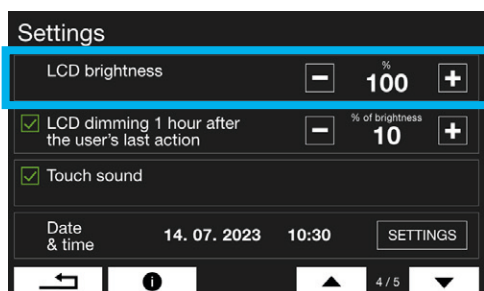 Settings
LCD brightness
%
− 100 +
LCD dimming 1 hour after
the user's last action
% of brightness
− 10 +
Touch sound
Date
& time
14. 07. 2023 10:30 SETTINGS
i 4/5